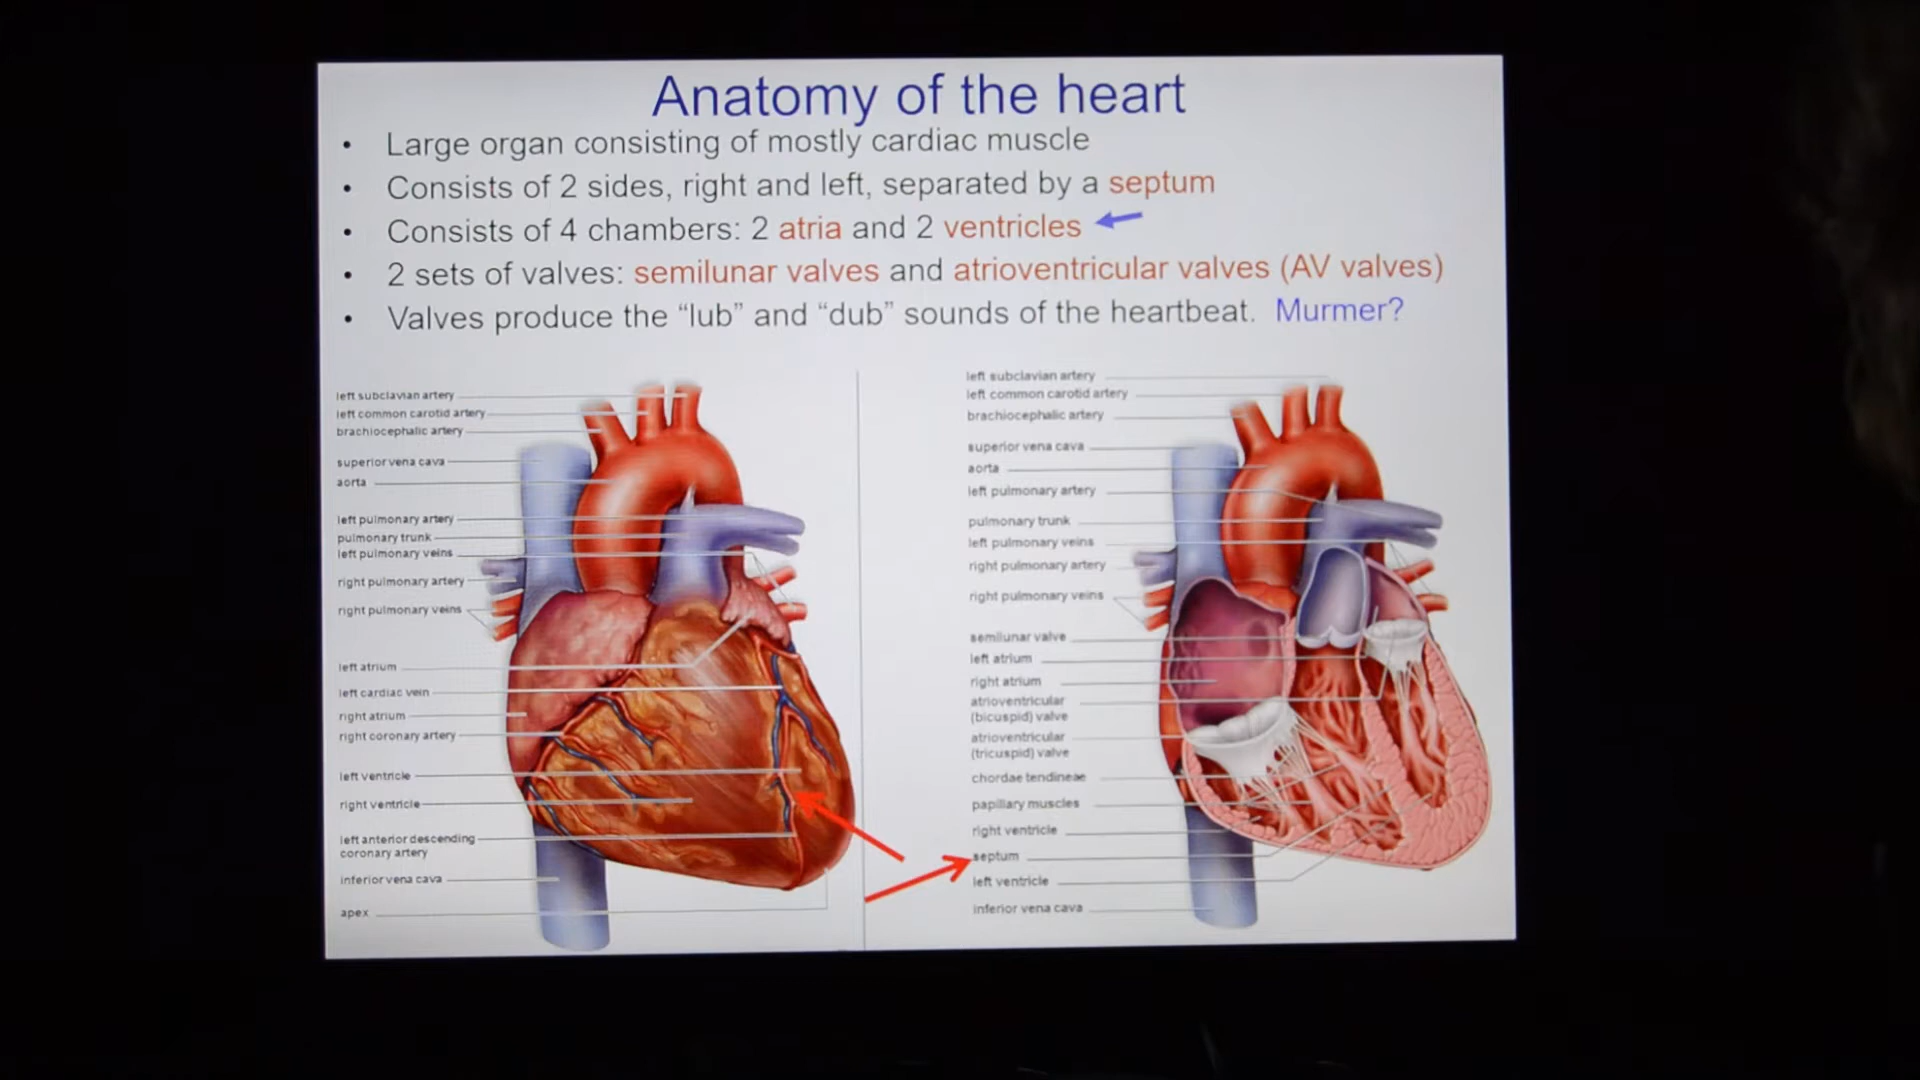 Anatomy of the heart
• Large organ consisting of mostly cardiac muscle
• Consists of 2 sides, right and left, separated by a septum
• Consists of 4 chambers: 2 atria and 2 ventricles
• 2 sets of valves: semilunar valves and atrioventricular valves (AV valves)
• Valves produce the “lub” and “dub” sounds of the heartbeat. Murmer?
left subclavian artery
left common carotid artery
brachiocephalic artery
superior vena cava
aorta
left pulmonary artery
pulmonary trunk
left pulmonary veins
right pulmonary artery
right pulmonary veins
left atrium
left cardiac vein
right atrium
right coronary artery
left ventricle
right ventricle
left anterior descending
coronary artery
inferior vena cava
apex
left subclavian artery
left common carotid artery
brachiocephalic artery
superior vena cava
aorta
left pulmonary artery
pulmonary trunk
left pulmonary veins
right pulmonary artery
right pulmonary veins
semilunar valve
left atrium
right atrium
atrioventricular
(bicuspid) valve
atrioventricular
(tricuspid) valve
chordae tendineae
papillary muscles
right ventricle
septum
left ventricle
inferior vena cava